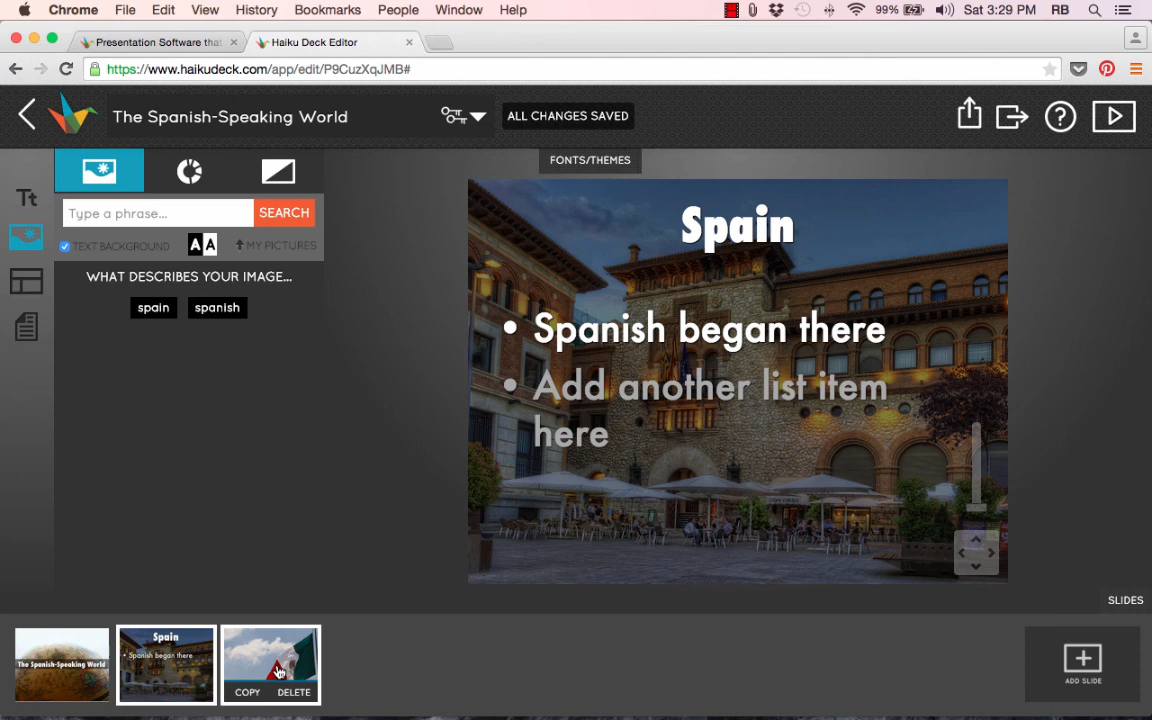 Chrome File Edit View History Bookmarks People Window Help 99% Sat 3:29 PM RB
Presentation Software that
Haiku Deck Editor
https://www.haikudeck.com/app/edit/P9CuzXqJMB#
The Spanish-Speaking World
ALL CHANGES SAVED
FONTS/THEMES
Tt
Type a phrase...
SEARCH
TEXT BACKGROUND
A A
MY PICTURES
WHAT DESCRIBES YOUR IMAGE...
spain spanish
Spain
• Spanish began there
• Add another list item
here
SLIDES
The Spanish-Speaking World
Spain
• Spanish began there
COPY DELETE
ADD SLIDE